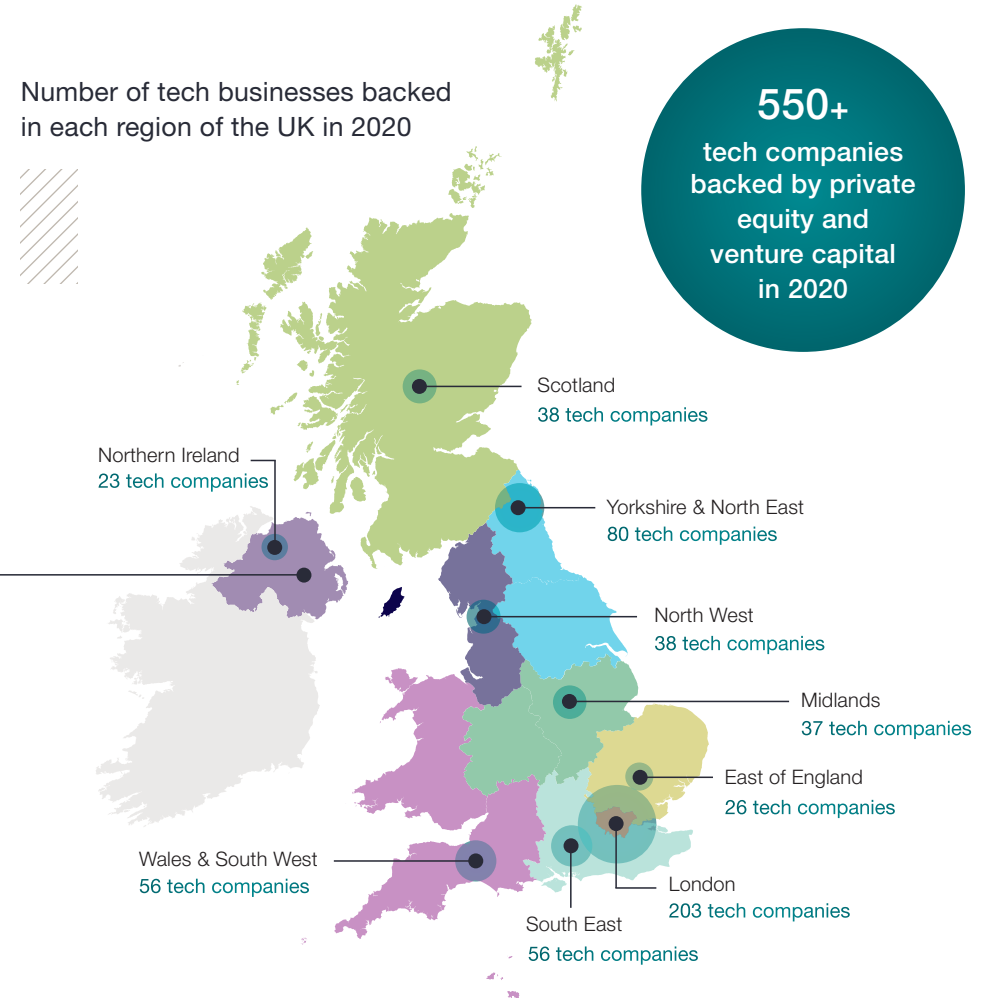 Number of tech businesses backed
in each region of the UK in 2020
550+
tech companies
backed by private
equity and
venture capital
in 2020
Scotland
38 tech companies
Northern Ireland
23 tech companies
Yorkshire & North East
80 tech companies
North West
38 tech companies
Midlands
37 tech companies
East of England
26 tech companies
Wales & South West
56 tech companies
London
203 tech companies
South East
56 tech companies